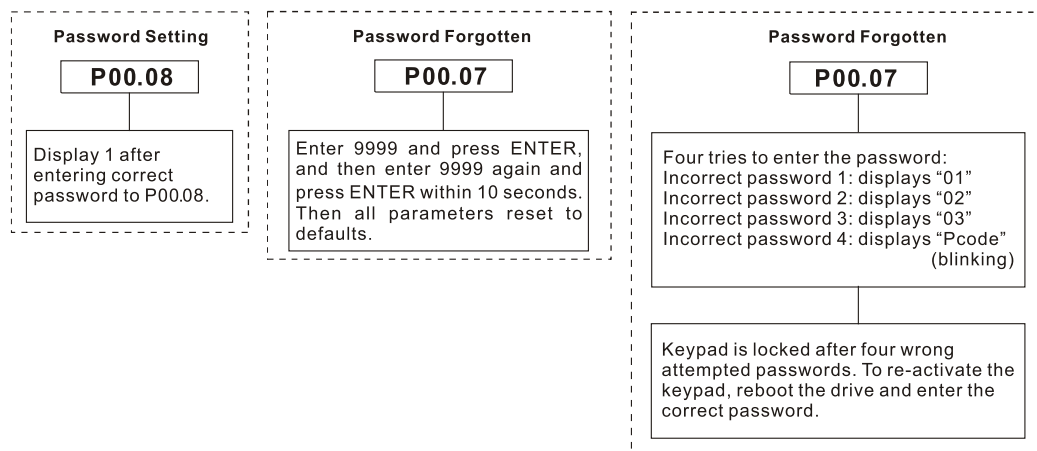 Password Setting
P00.08
Display 1 after
entering correct
password to P00.08.
Password Forgotten
P00.07
Enter 9999 and press ENTER,
and then enter 9999 again and
press ENTER within 10 seconds.
Then all parameters reset to
defaults.
Password Forgotten
P00.07
Four tries to enter the password:
Incorrect password 1: displays “01”
Incorrect password 2: displays “02”
Incorrect password 3: displays “03”
Incorrect password 4: displays “Pcode”
(blinking)
Keypad is locked after four wrong
attempted passwords. To re-activate the
keypad, reboot the drive and enter the
correct password.